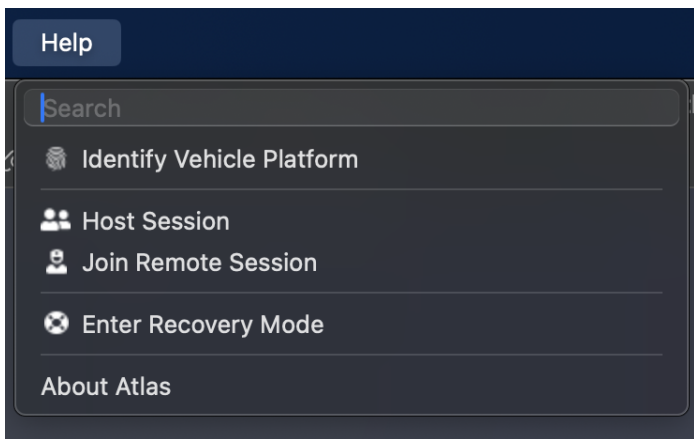 Help
Search
Identify Vehicle Platform
Host Session
Join Remote Session
Enter Recovery Mode
About Atlas